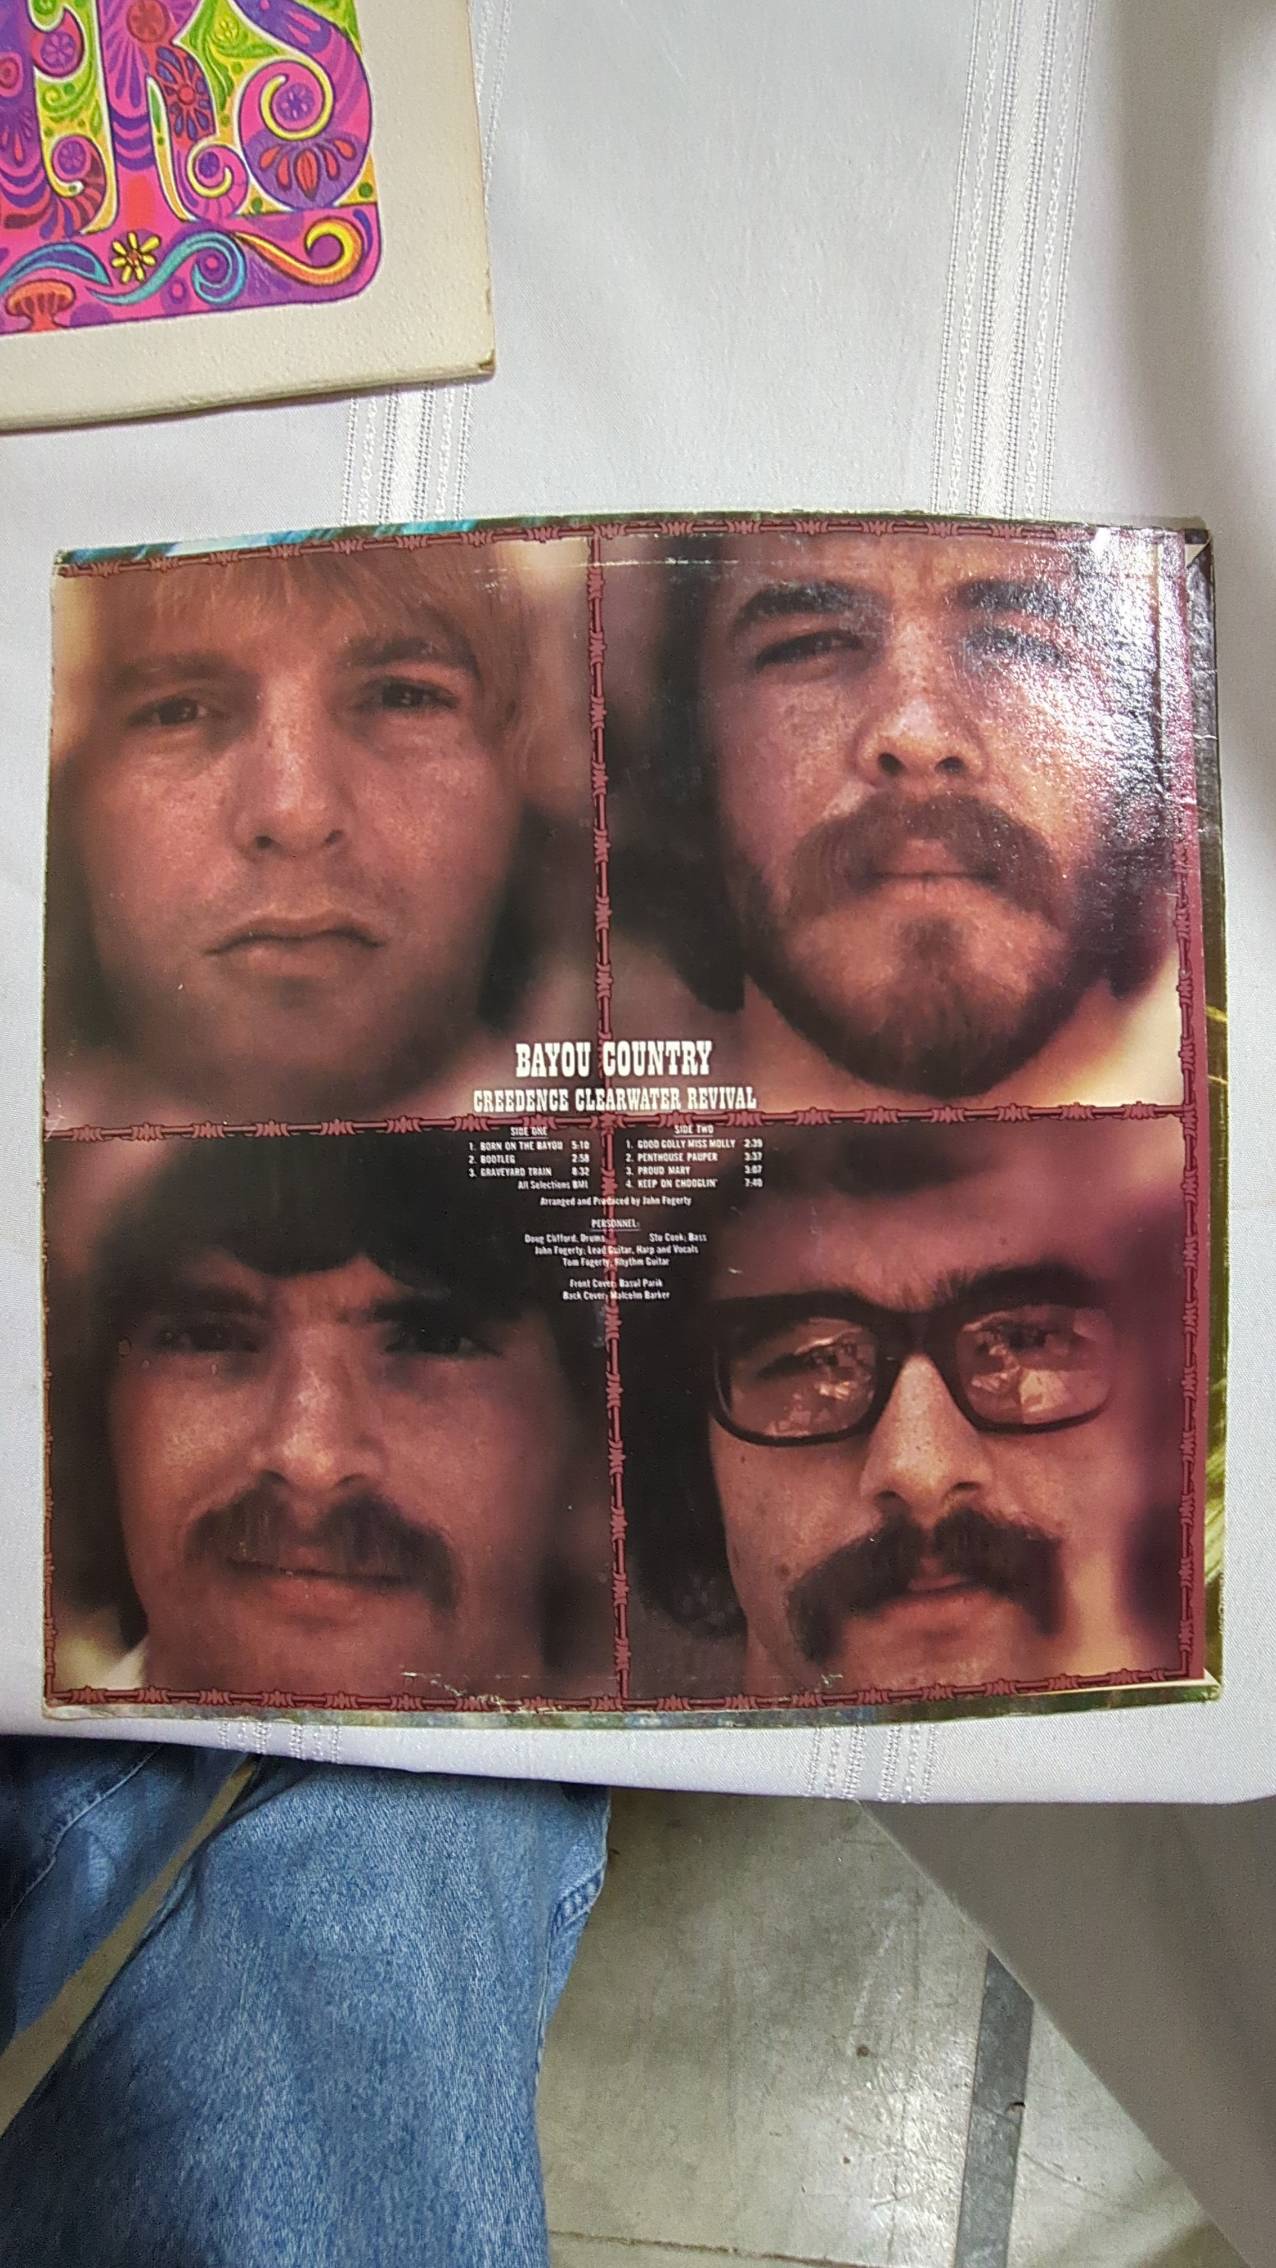 ERS
BAYOU COUNTRY
CREEDENCE CLEARWATER REVIVAL
SIDE ONE
1. BORN ON THE BAYOU 5:10
2. BOOTLEG 2:58
3. GRAVEYARD TRAIN 8:32
All Selections BMI
SIDE TWO
1. GOOD GOLLY MISS MOLLY 2:39
2. PENTHOUSE PAUPER 3:37
3. PROUD MARY 3:07
4. KEEP ON CHOOGLIN' 7:40
Arranged and Produced by John Fogerty
PERSONNEL:
Doug Clifford, Drums Stu Cook; Bass
John Fogerty; Lead Guitar, Harp and Vocals
Tom Fogerty; Rhythm Guitar
Front Cover; Basul Parik
Back Cover; Malcolm Barker